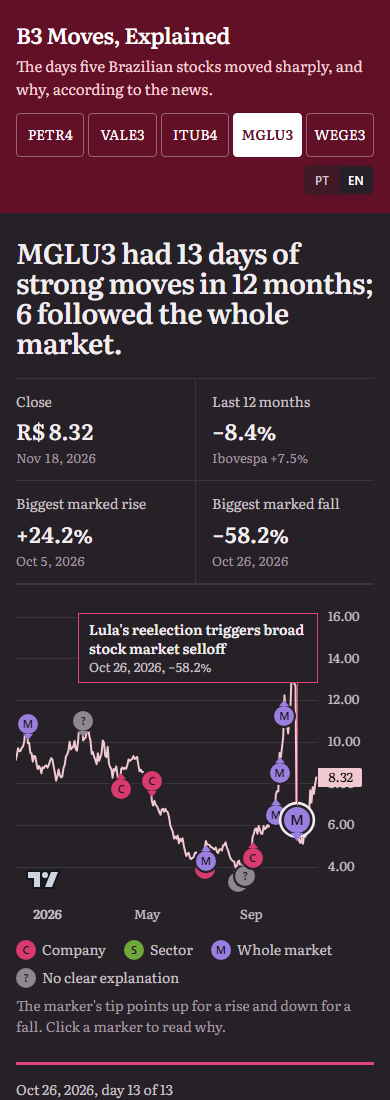 B3 Moves, Explained
The days five Brazilian stocks moved sharply, and
why, according to the news.
PETR4 VALE3 ITUB4 MGLU3 WEGE3
PT EN
MGLU3 had 13 days of
strong moves in 12 months;
6 followed the whole
market.
Close
R$ 8.32
Nov 18, 2026
Last 12 months
−8.4%
Ibovespa +7.5%
Biggest marked rise
+24.2%
Oct 5, 2026
Biggest marked fall
−58.2%
Oct 26, 2026
Lula's reelection triggers broad
stock market selloff
Oct 26, 2026, −58.2%
16.00
14.00
12.00
10.00
8.32
6.00
4.00
M
?
C
C
M
C
?
M
M
M
M
2026 May Sep
C Company S Sector M Whole market
? No clear explanation
The marker's tip points up for a rise and down for a
fall. Click a marker to read why.
Oct 26, 2026, day 13 of 13